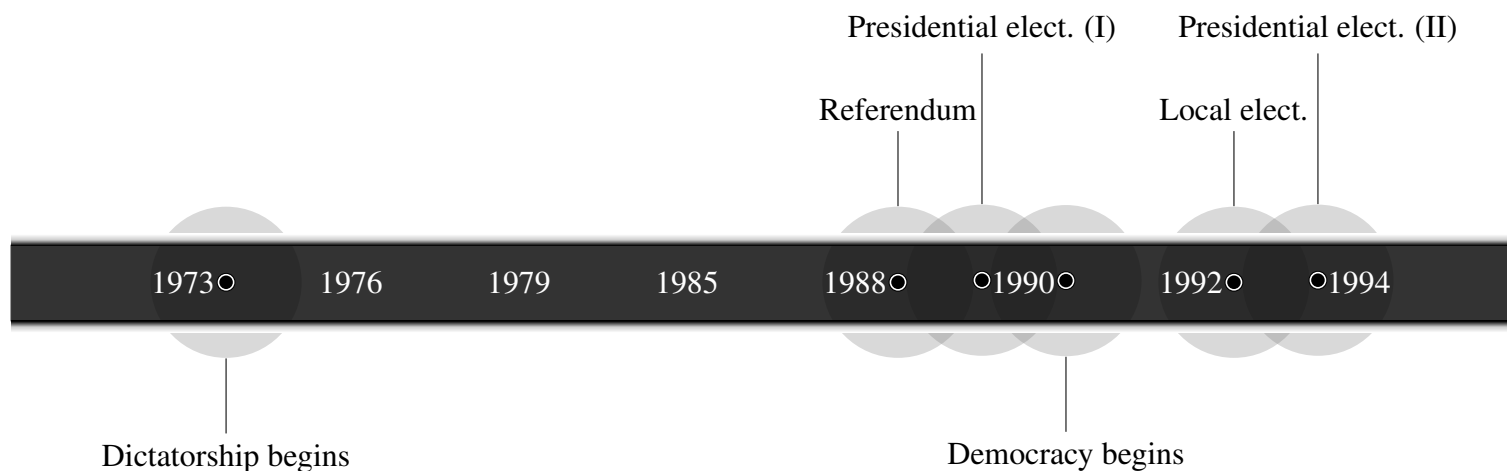 Presidential elect. (I) Presidential elect. (II)
Referendum Local elect.
1973 1976 1979 1985 1988 1990 1992 1994
Dictatorship begins Democracy begins